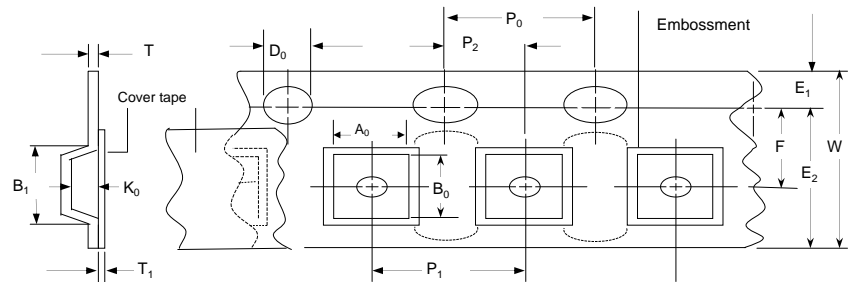 P0
Embossment
T
D0
P2
E1
Cover tape
A0
F
W
B1
K0
B0
E2
T1
P1